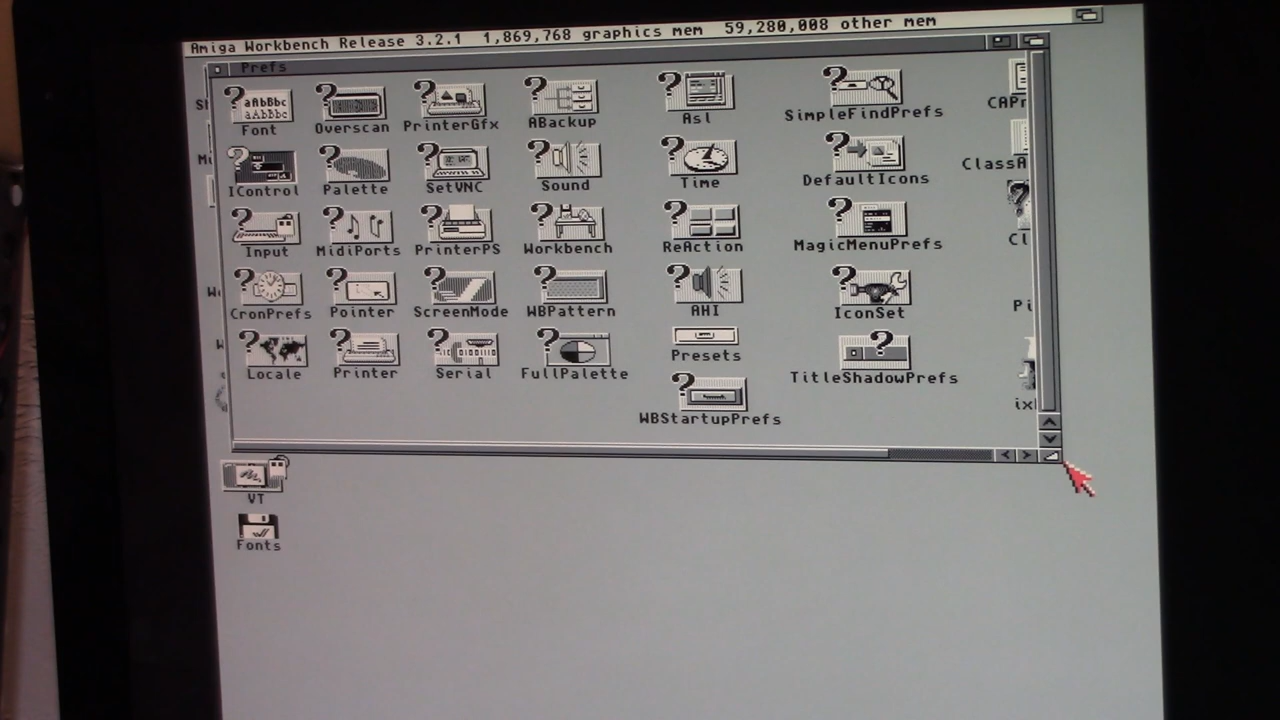 Amiga Workbench Release 3.2.1 1,869,768 graphics mem 59,280,008 other mem
Prefs
aAbBbc
aAbBbc
Font Overscan PrinterGfx ABackup Asl SimpleFindPrefs CAPr
IControl Palette SetVNC Sound Time DefaultIcons ClassA
Input MidiPorts PrinterPS Workbench ReAction MagicMenuPrefs Cl
CronPrefs Pointer ScreenMode WBPattern AHI IconSet Pi
Locale Printer Serial FullPalette Presets TitleShadowPrefs ix
WBStartupPrefs
VT
Fonts